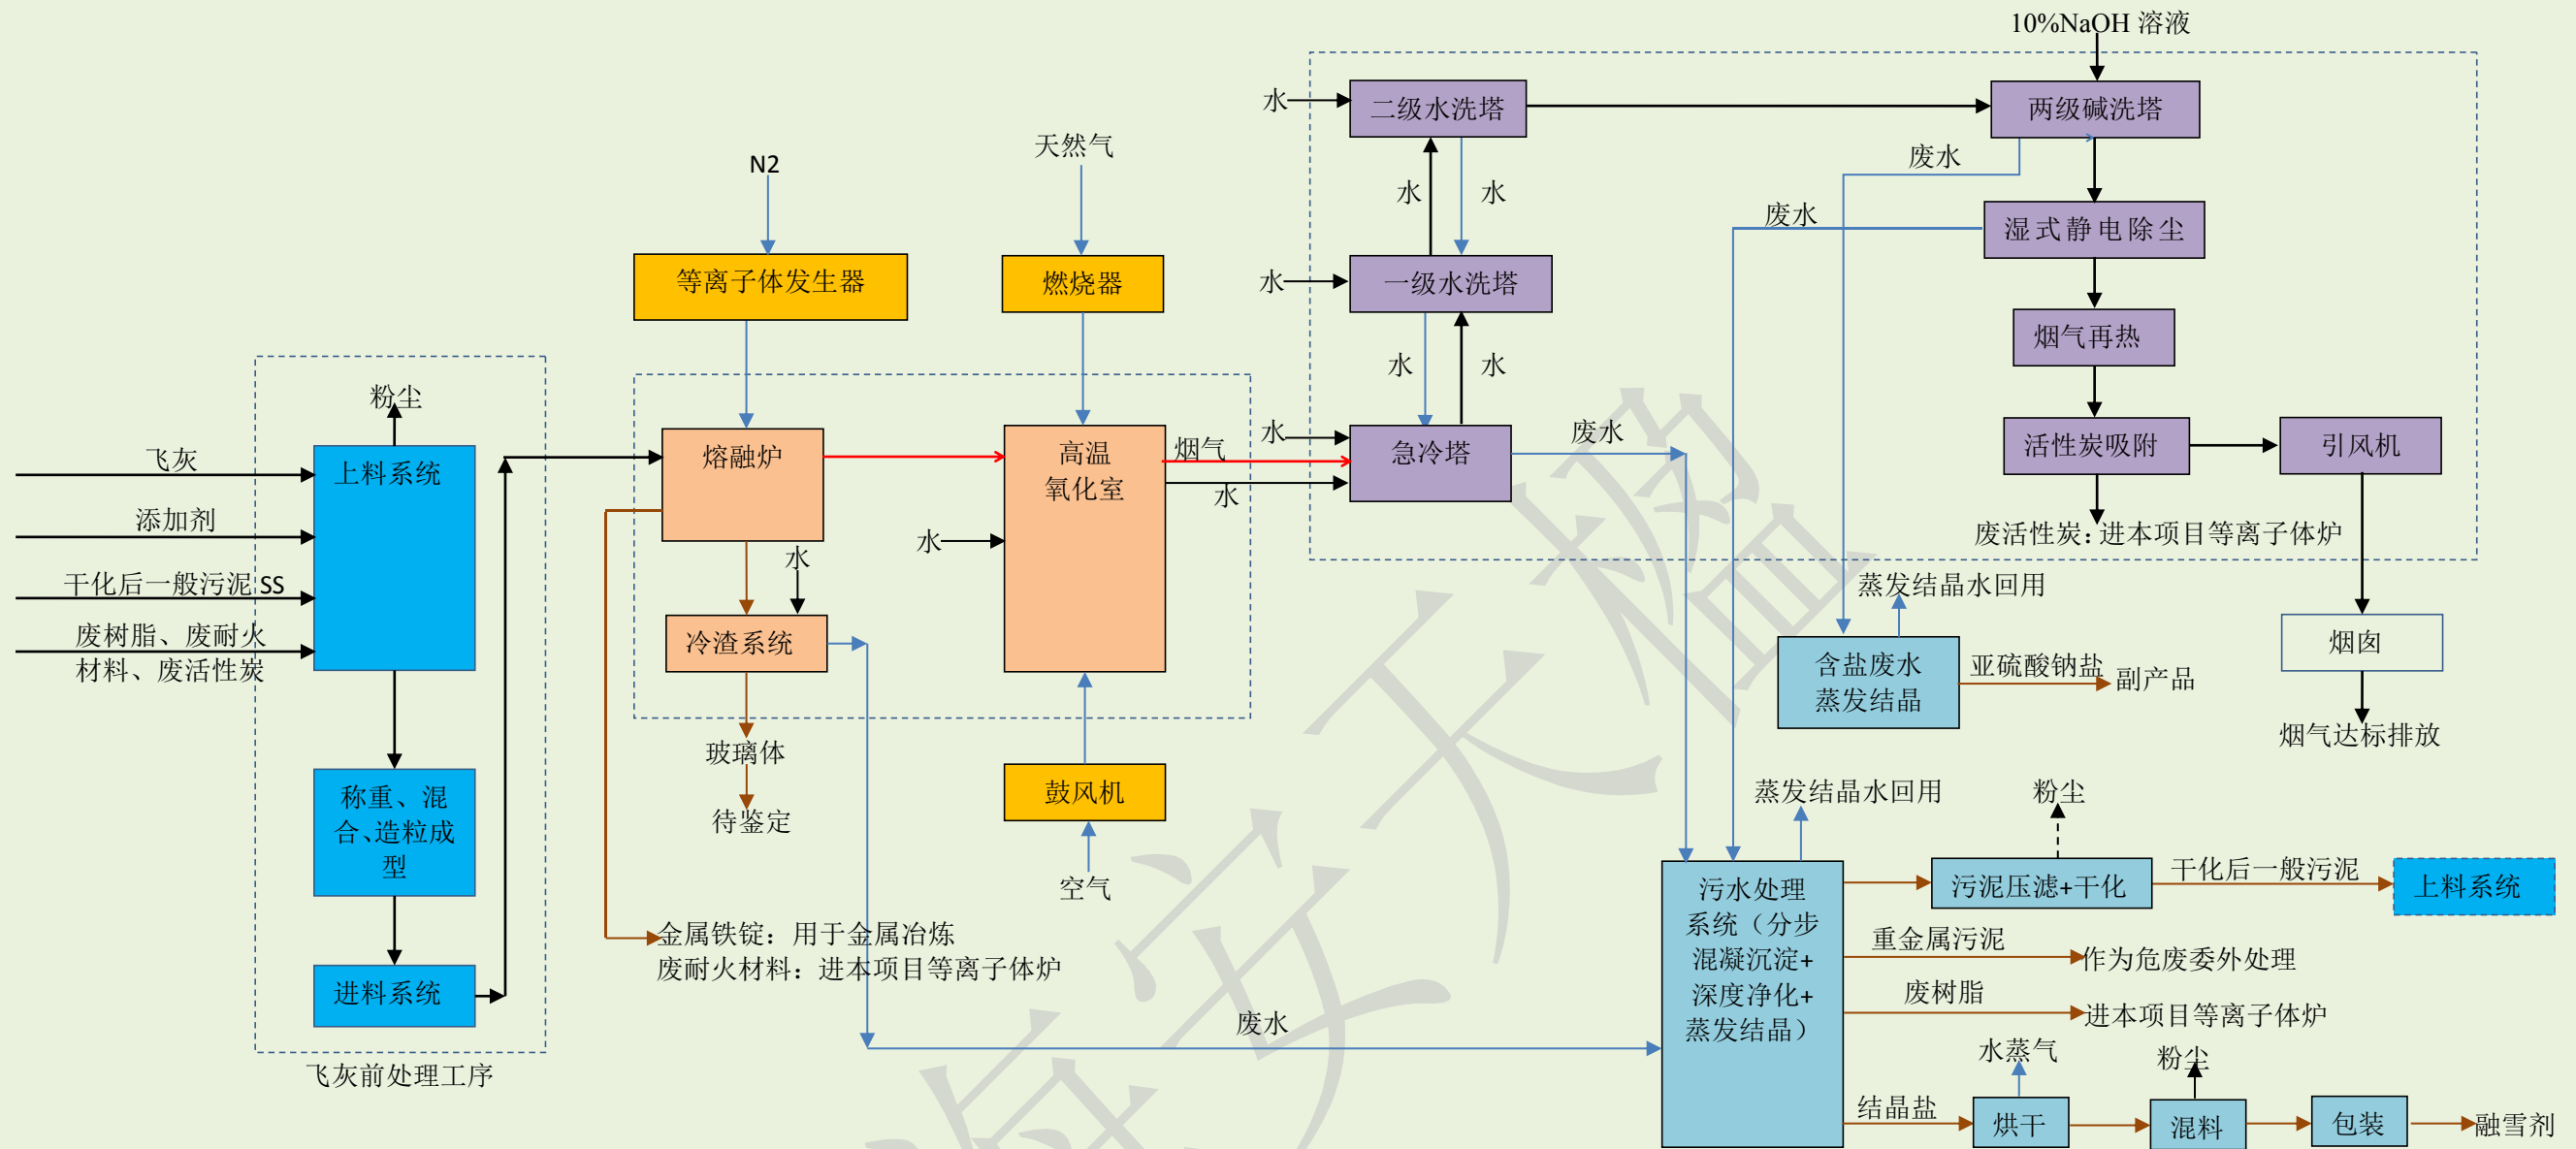 10%NaOH 溶液
水
二级水洗塔
两级碱洗塔
天然气
N2
废水
水
水
废水
湿式静电除尘
等离子体发生器
燃烧器
水
一级水洗塔
烟气再热
水
水
粉尘
飞灰
上料系统
熔融炉
高温
氧化室
烟气
水
水
急冷塔
废水
活性炭吸附
引风机
添加剂
水
水
废活性炭：进本项目等离子体炉
干化后一般污泥 SS
蒸发结晶水回用
废树脂、废耐火
材料、废活性炭
冷渣系统
含盐废水
蒸发结晶
亚硫酸钠盐
副产品
烟囱
烟气达标排放
玻璃体
待鉴定
鼓风机
空气
称重、混
合、造粒成
型
蒸发结晶水回用
粉尘
污水处理
系统（分步
混凝沉淀+
深度净化+
蒸发结晶）
污泥压滤+干化
干化后一般污泥
上料系统
金属铁锭：用于金属冶炼
废耐火材料：进本项目等离子体炉
重金属污泥
作为危废委外处理
进料系统
废树脂
进本项目等离子体炉
废水
飞灰前处理工序
水蒸气
粉尘
结晶盐
烘干
混料
包装
融雪剂